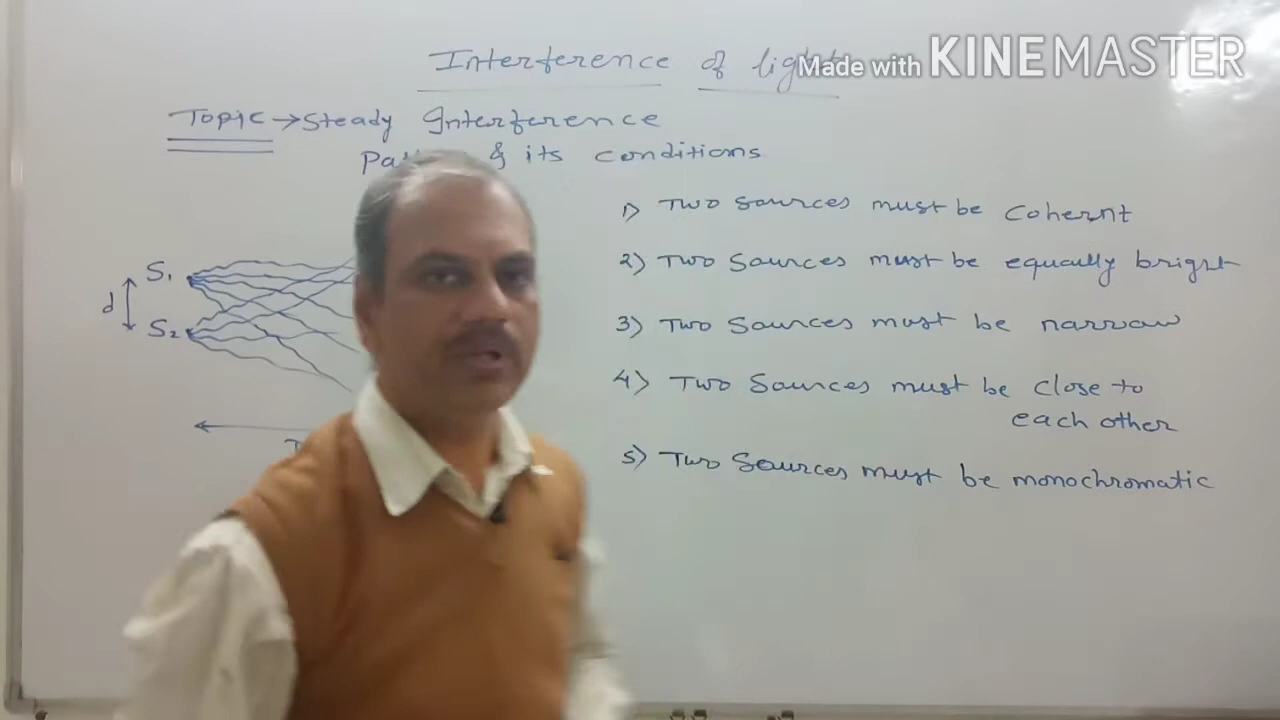 Interference of light
Made with KINEMASTER
Topic → Steady Interference
& its conditions
1) Two sources must be coherent
2) Two sources must be equally bright
3) Two sources must be narrow
4) Two sources must be close to
each other
5) Two sources must be monochromatic
S1
d
S2